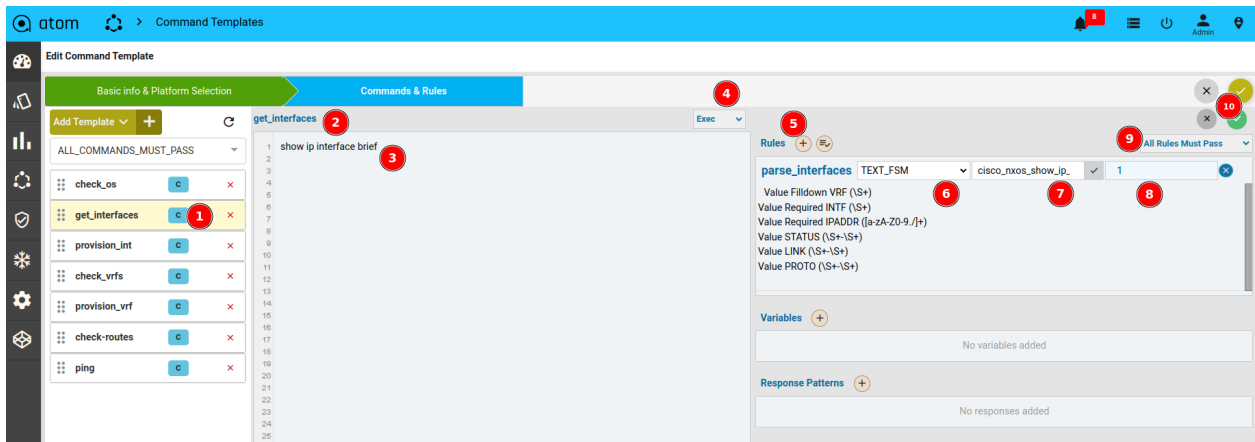 atom > Command Templates 8 Admin
Edit Command Template
Basic info & Platform Selection
Commands & Rules
4
10
Add Template +
get_interfaces 2
Exec
5
Rules
9 All Rules Must Pass
ALL_COMMANDS_MUST_PASS
1 show ip interface brief 3
parse_interfaces TEXT_FSM cisco_nxos_show_ip_ 1
6
7
8
Value Filldown VRF (\S+)
Value Required INTF (\S+)
Value Required IPADDR ([a-zA-Z0-9./]+)
Value STATUS (\S+-\S+)
Value LINK (\S+-\S+)
Value PROTO (\S+-\S+)
check_os C ×
get_interfaces C 1 ×
provision_int C ×
check_vrfs C ×
provision_vrf C ×
check-routes C ×
ping C ×
2
3
4
5
6
7
8
9
10
11
12
13
14
15
16
17
18
19
20
21
22
23
24
25
Variables +
No variables added
Response Patterns +
No responses added